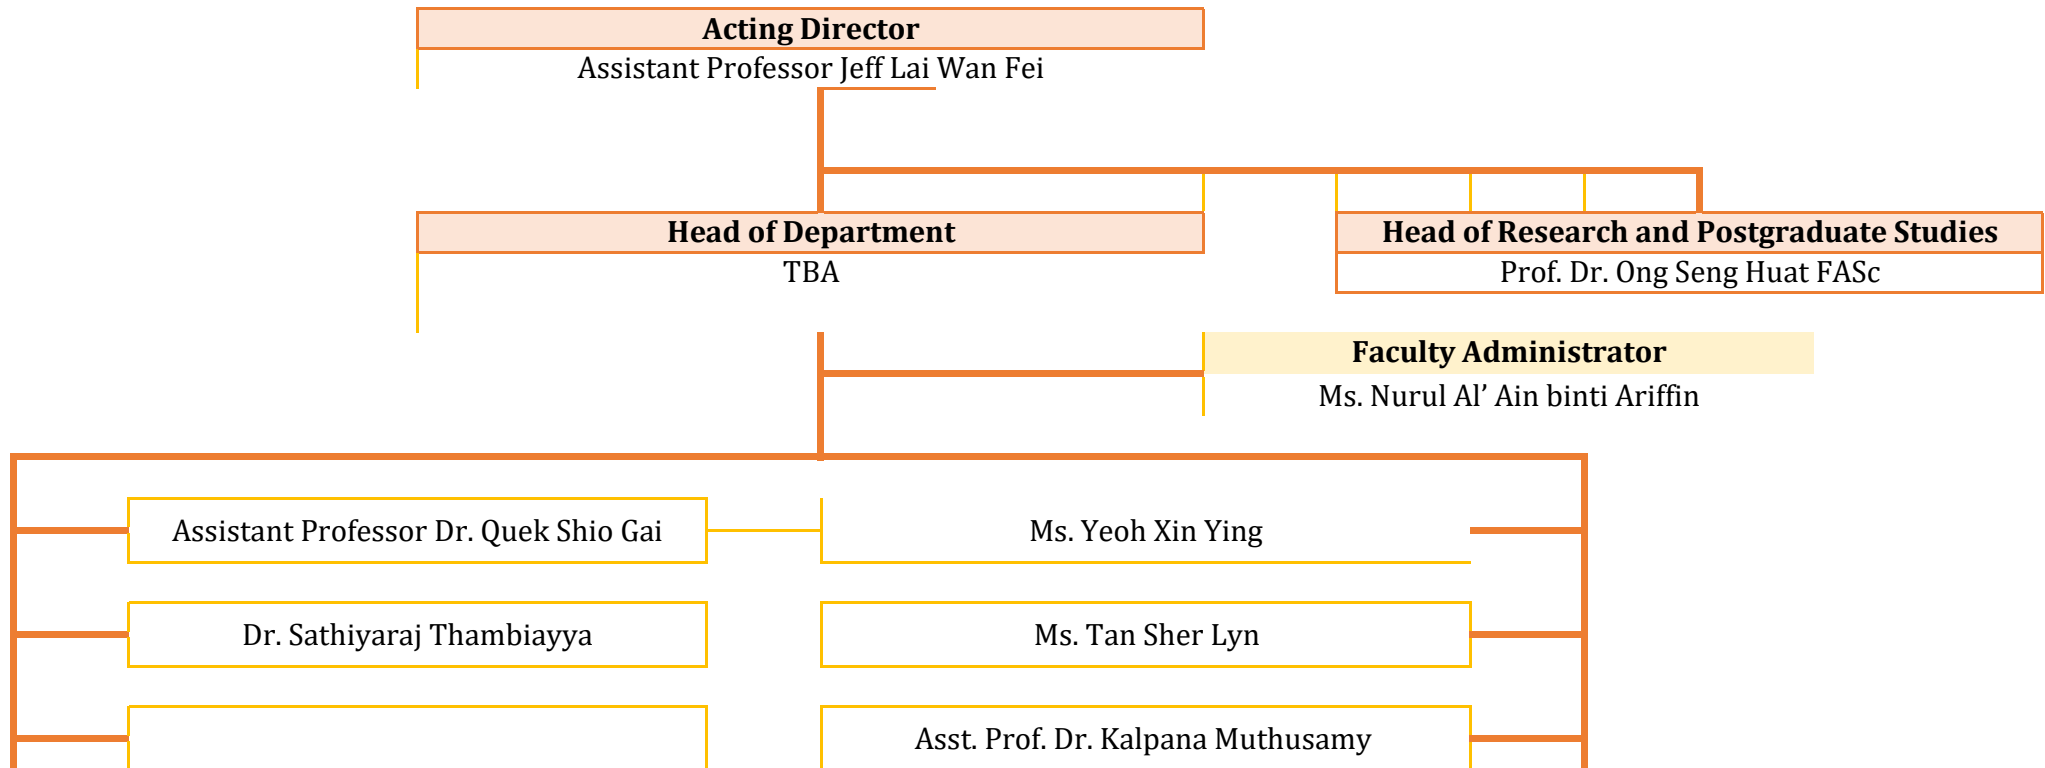 Acting Director
Assistant Professor Jeff Lai Wan Fei
Head of Department
TBA
Head of Research and Postgraduate Studies
Prof. Dr. Ong Seng Huat FASc
Faculty Administrator
Ms. Nurul Al’ Ain binti Ariffin
Assistant Professor Dr. Quek Shio Gai
Ms. Yeoh Xin Ying
Dr. Sathiyaraj Thambiayya
Ms. Tan Sher Lyn
Asst. Prof. Dr. Kalpana Muthusamy